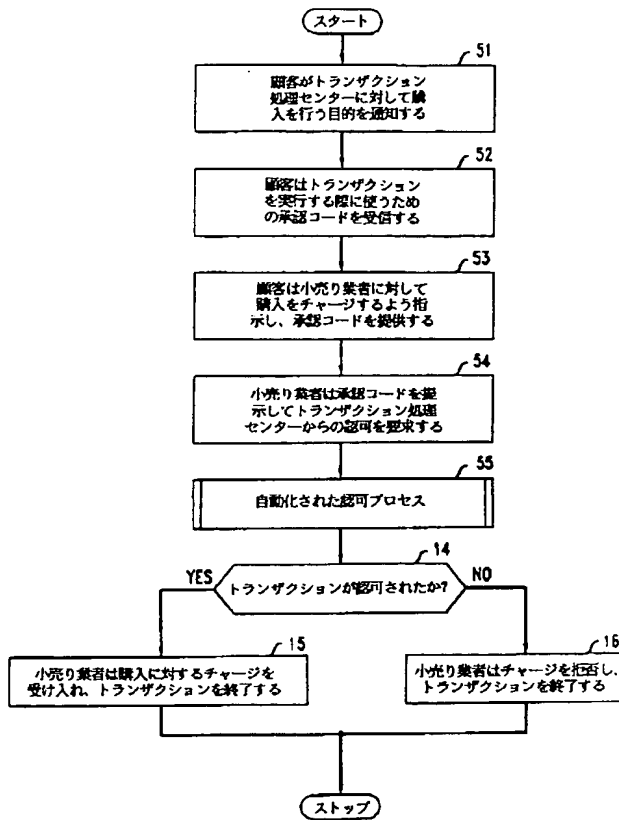 スタート
51
顧客がトランザクション
処理センターに対して購
入を行う目的を通知する
52
顧客はトランザクション
を実行する際に使うため
の承認コードを受信する
53
顧客は小売り業者に対して
購入をチャージするよう指
示し、承認コードを提供する
54
小売り業者は承認コードを提
示してトランザクション処理
センターからの認可を要求する
55
自動化された認可プロセス
14
YES
トランザクションが認可されたか?
NO
15
小売り業者は購入に対するチャージを
受け入れ、トランザクションを終了する
16
小売り業者はチャージを拒否し、
トランザクションを終了する
ストップ